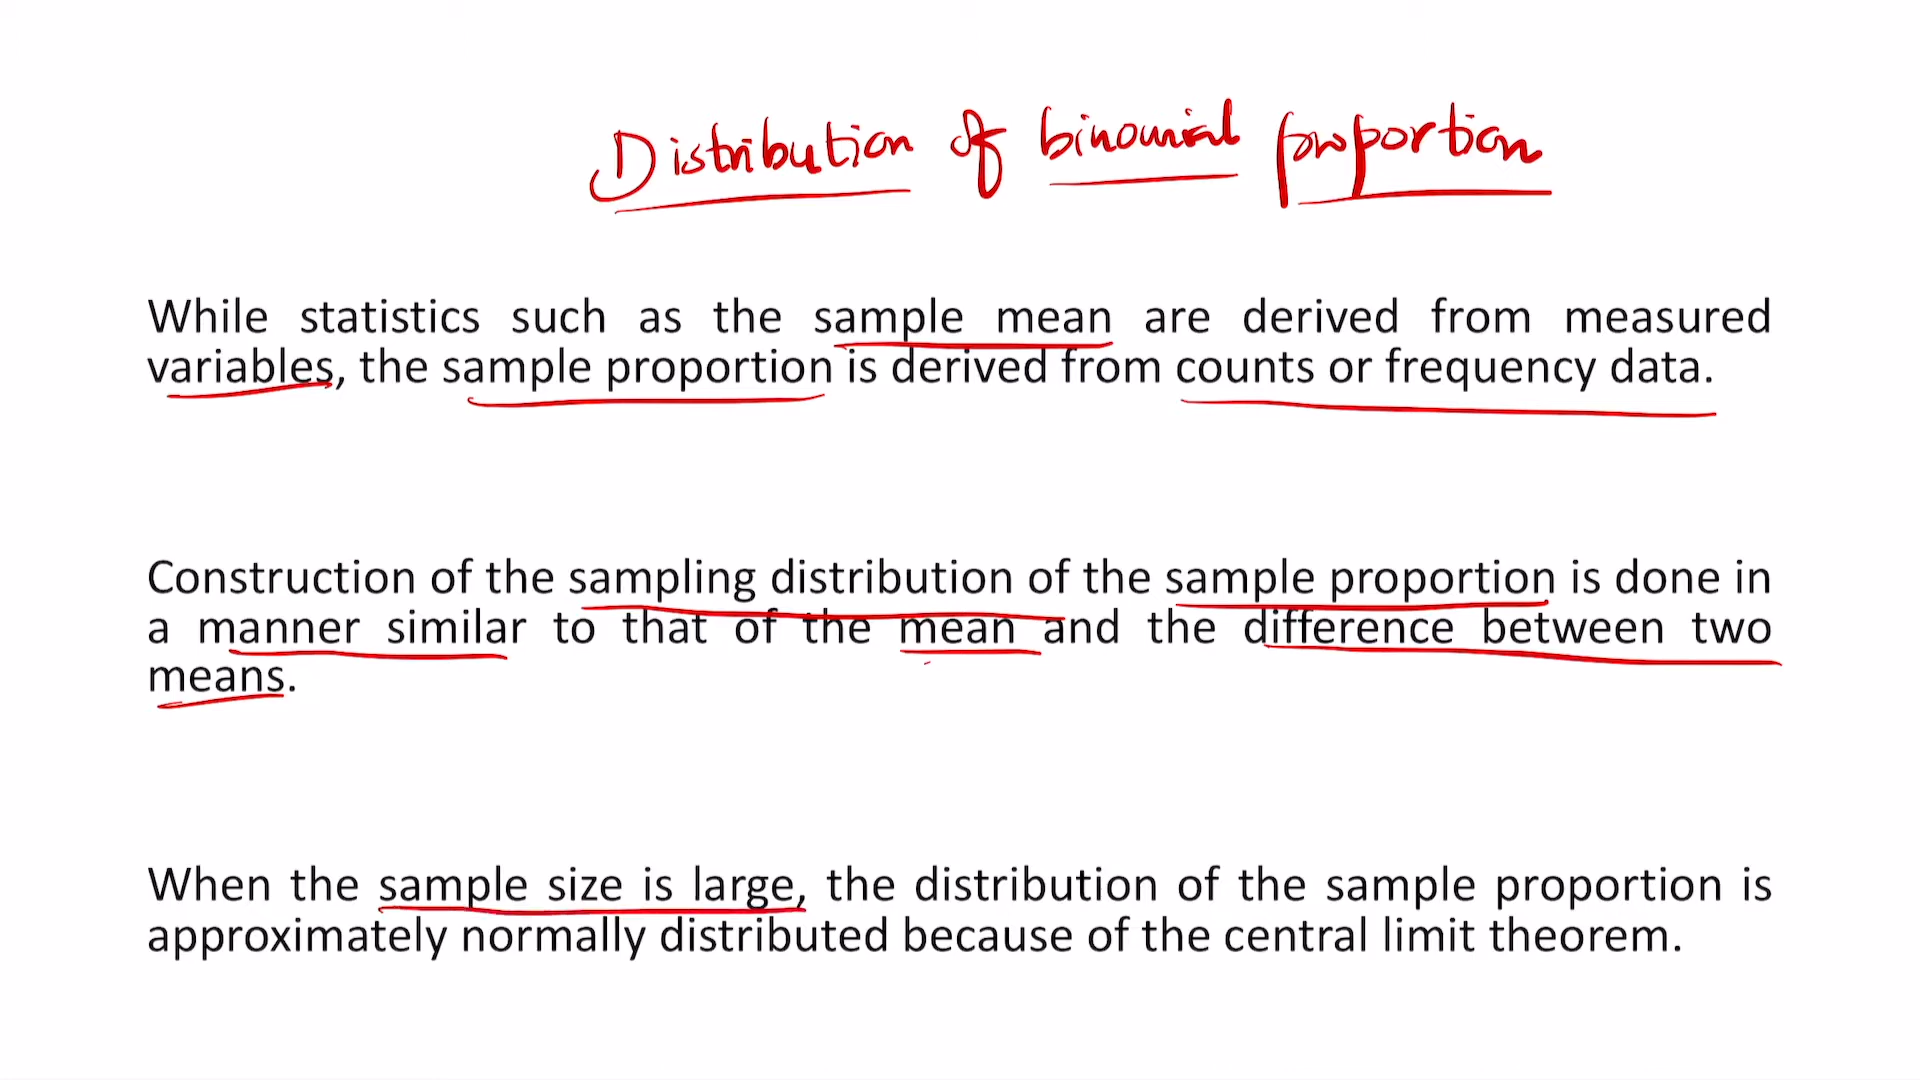 Distribution of binomial proportion
While statistics such as the sample mean are derived from measured
variables, the sample proportion is derived from counts or frequency data.
Construction of the sampling distribution of the sample proportion is done in
a manner similar to that of the mean and the difference between two
means.
When the sample size is large, the distribution of the sample proportion is
approximately normally distributed because of the central limit theorem.